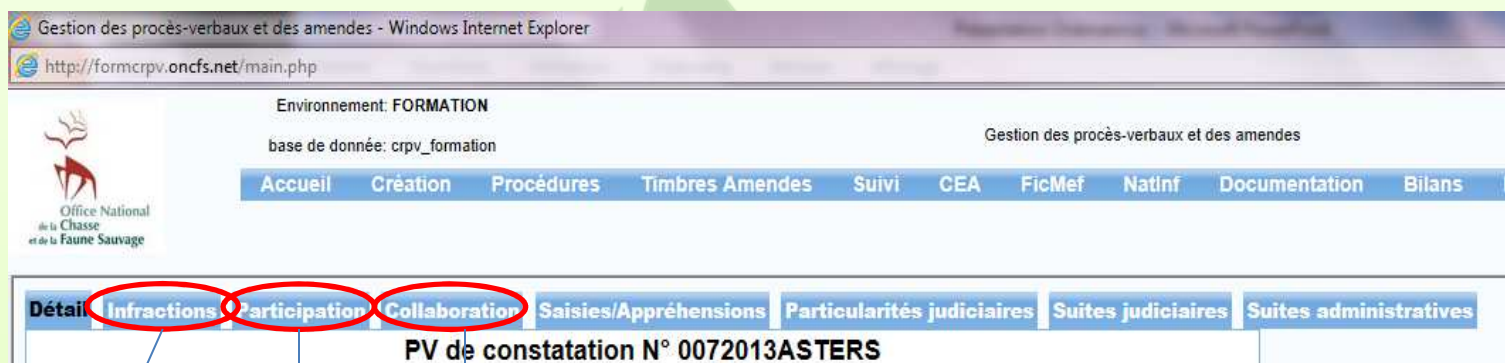 Gestion des procès-verbaux et des amendes - Windows Internet Explorer
http://formcrpv.oncfs.net/main.php
Environnement: FORMATION
base de donnée: crpv_formation
Gestion des procès-verbaux et des amendes
Office National
de la Chasse
et de la Faune Sauvage
Accueil Création Procédures Timbres Amendes Suivi CEA FicMef NatInf Documentation Bilans
Détail Infractions Participation Collaboration Saisies/Appréhensions Particularités judiciaires Suites judiciaires Suites administratives
PV de constatation N° 0072013ASTERS